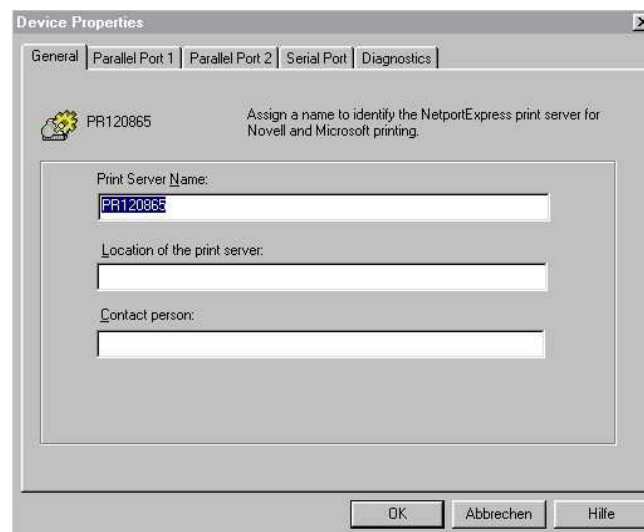 Device Properties
General Parallel Port 1 Parallel Port 2 Serial Port Diagnostics
PR120865
Assign a name to identify the NetportExpress print server for
Novell and Microsoft printing.
Print Server Name:
PR120865
Location of the print server:
Contact person:
OK Abbrechen Hilfe